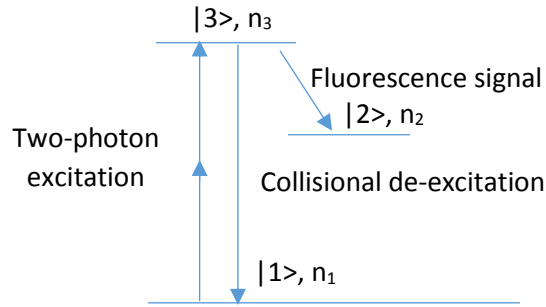 |3>, n₃
Fluorescence signal
|2>, n₂
Two-photon
excitation
Collisional de-excitation
|1>, n₁